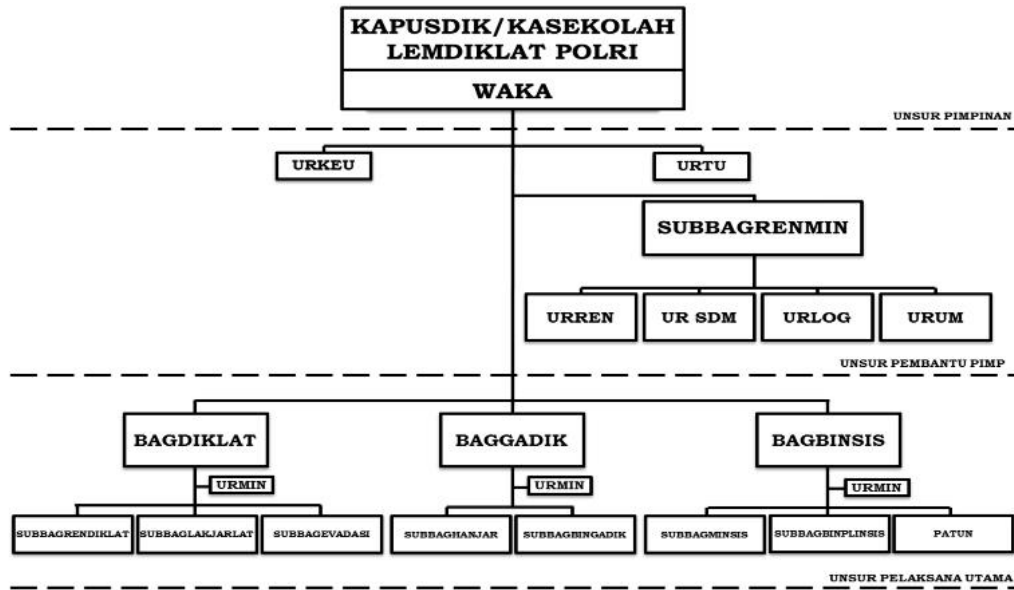 KAPUSDIK/KASEKOLAH
LEMDIKLAT POLRI
WAKA
UNSUR PIMPINAN
URKEU
URTU
SUBBAGRENMIN
URREN
UR SDM
URLOG
URUM
UNSUR PEMBANTU PIMP
BAGDIKLAT
BAGGADIK
BAGBINSIS
URMIN
URMIN
URMIN
SUBBAGRENDIKLAT
SUBBAGLAKJARLAT
SUBBAGEVADASI
SUBBAGHANJAR
SUBBAGBINGADIK
SUBBAGMINSIS
SUBBAGBINPLINSIS
PATUN
UNSUR PELAKSANA UTAMA